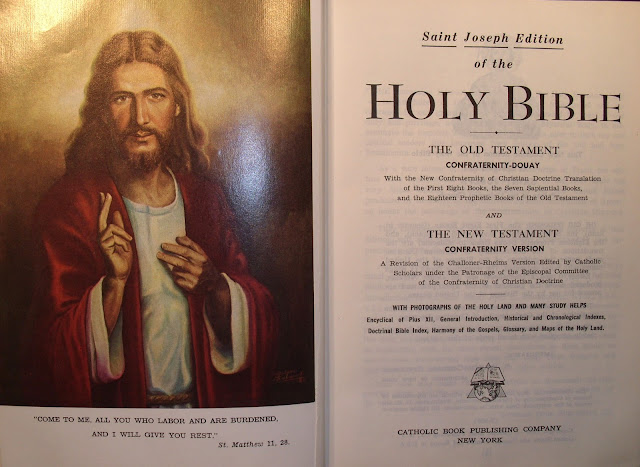 "COME TO ME, ALL YOU WHO LABOR AND ARE BURDENED,
AND I WILL GIVE YOU REST."
St. Matthew 11, 28.
Saint Joseph Edition
of the
HOLY BIBLE
THE OLD TESTAMENT
CONFRATERNITY-DOUAY
With the New Confraternity of Christian Doctrine Translation
of the First Eight Books, the Seven Sapiential Books,
and the Eighteen Prophetic Books of the Old Testament
AND
THE NEW TESTAMENT
CONFRATERNITY VERSION
A Revision of the Challoner-Rheims Version Edited by Catholic
Scholars under the Patronage of the Episcopal Committee
of the Confraternity of Christian Doctrine
WITH PHOTOGRAPHS OF THE HOLY LAND AND MANY STUDY HELPS
Encyclical of Pius XII, General Introduction, Historical and Chronological Indexes,
Doctrinal Bible Index, Harmony of the Gospels, Glossary, and Maps of the Holy Land.
CATHOLIC BOOK PUBLISHING COMPANY
NEW YORK